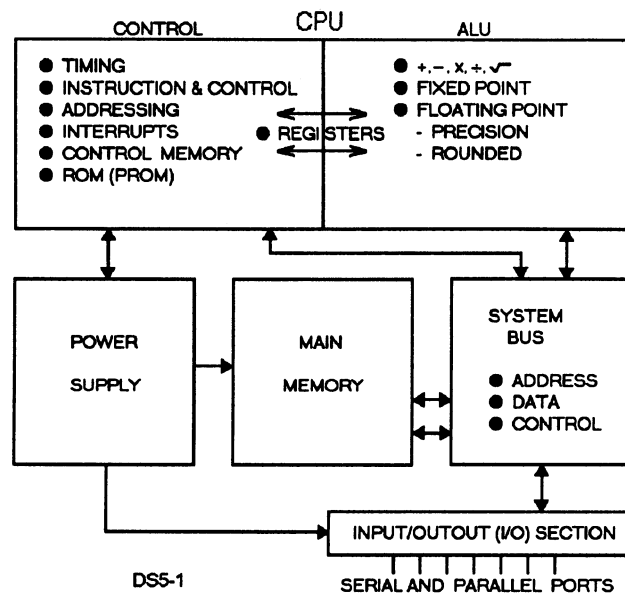 CPU
CONTROL
ALU
● TIMING
● INSTRUCTION & CONTROL
● ADDRESSING
● INTERRUPTS
● CONTROL MEMORY
● ROM (PROM)
● REGISTERS
● +, -, X, ÷, √
● FIXED POINT
● FLOATING POINT
- PRECISION
- ROUNDED
POWER
SUPPLY
MAIN
MEMORY
SYSTEM
BUS
● ADDRESS
● DATA
● CONTROL
INPUT/OUTOUT (I/O) SECTION
DS5-1
SERIAL AND PARALLEL PORTS